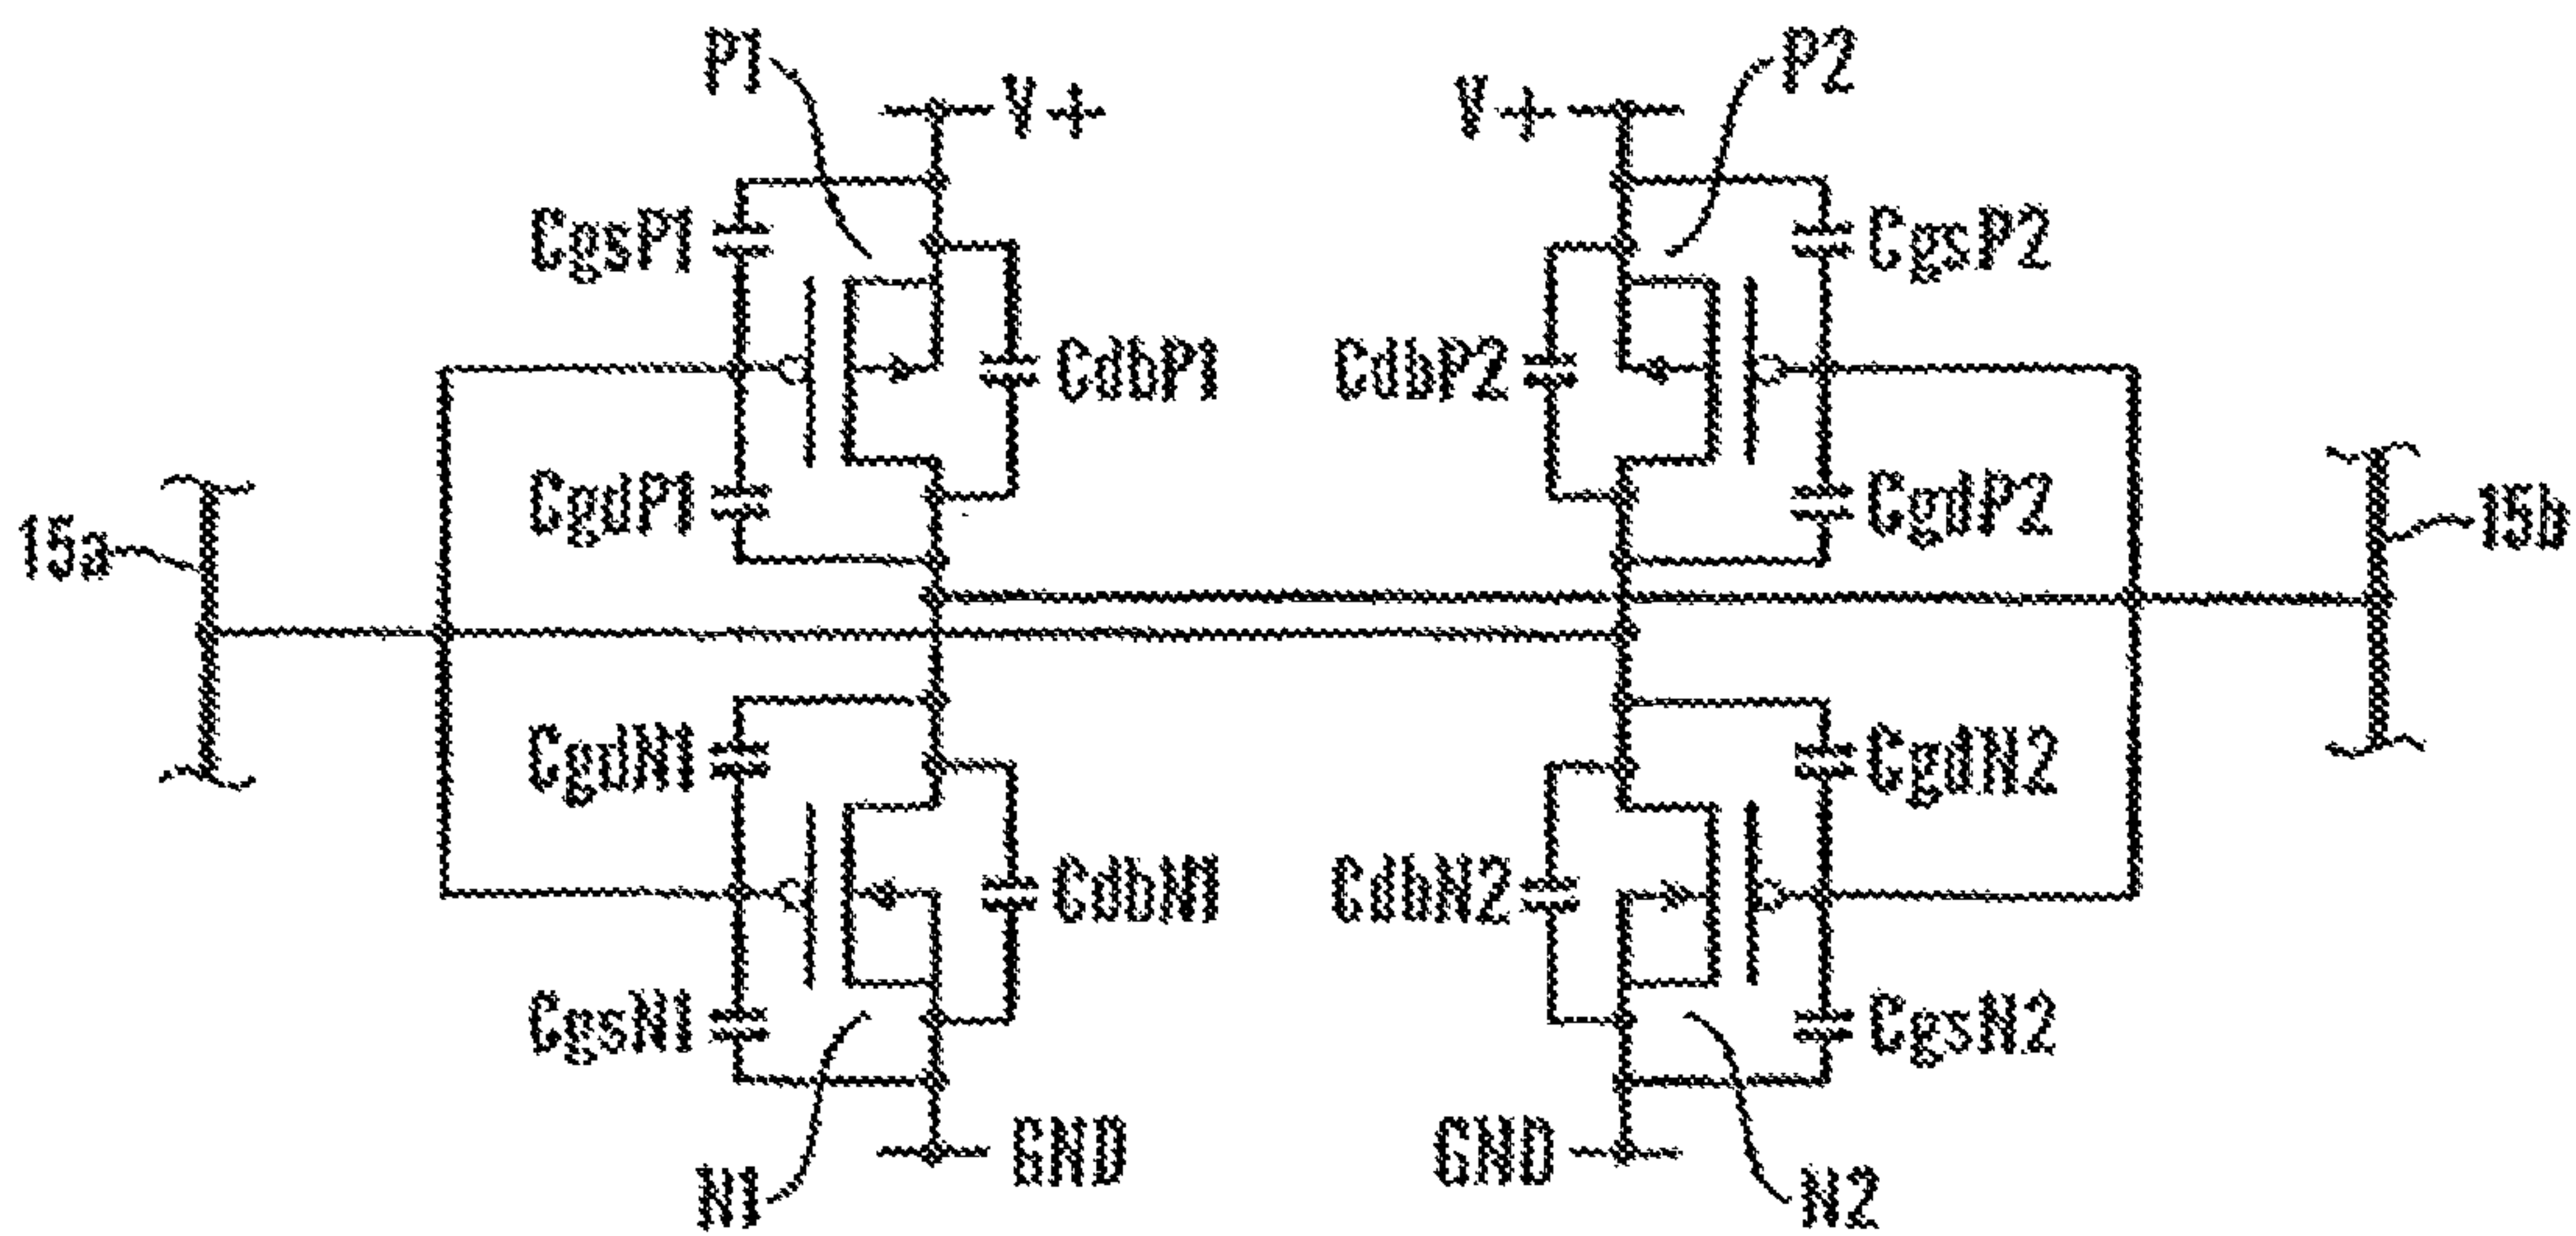 P1
V+
V+
P2
CgsP1
CgsP2
CdbP1
CdbP2
CgdP1
CgdP2
15a
15b
CgdN1
CgdN2
CdbN1
CdbN2
CgsN1
CgsN2
GND
GND
N1
N2